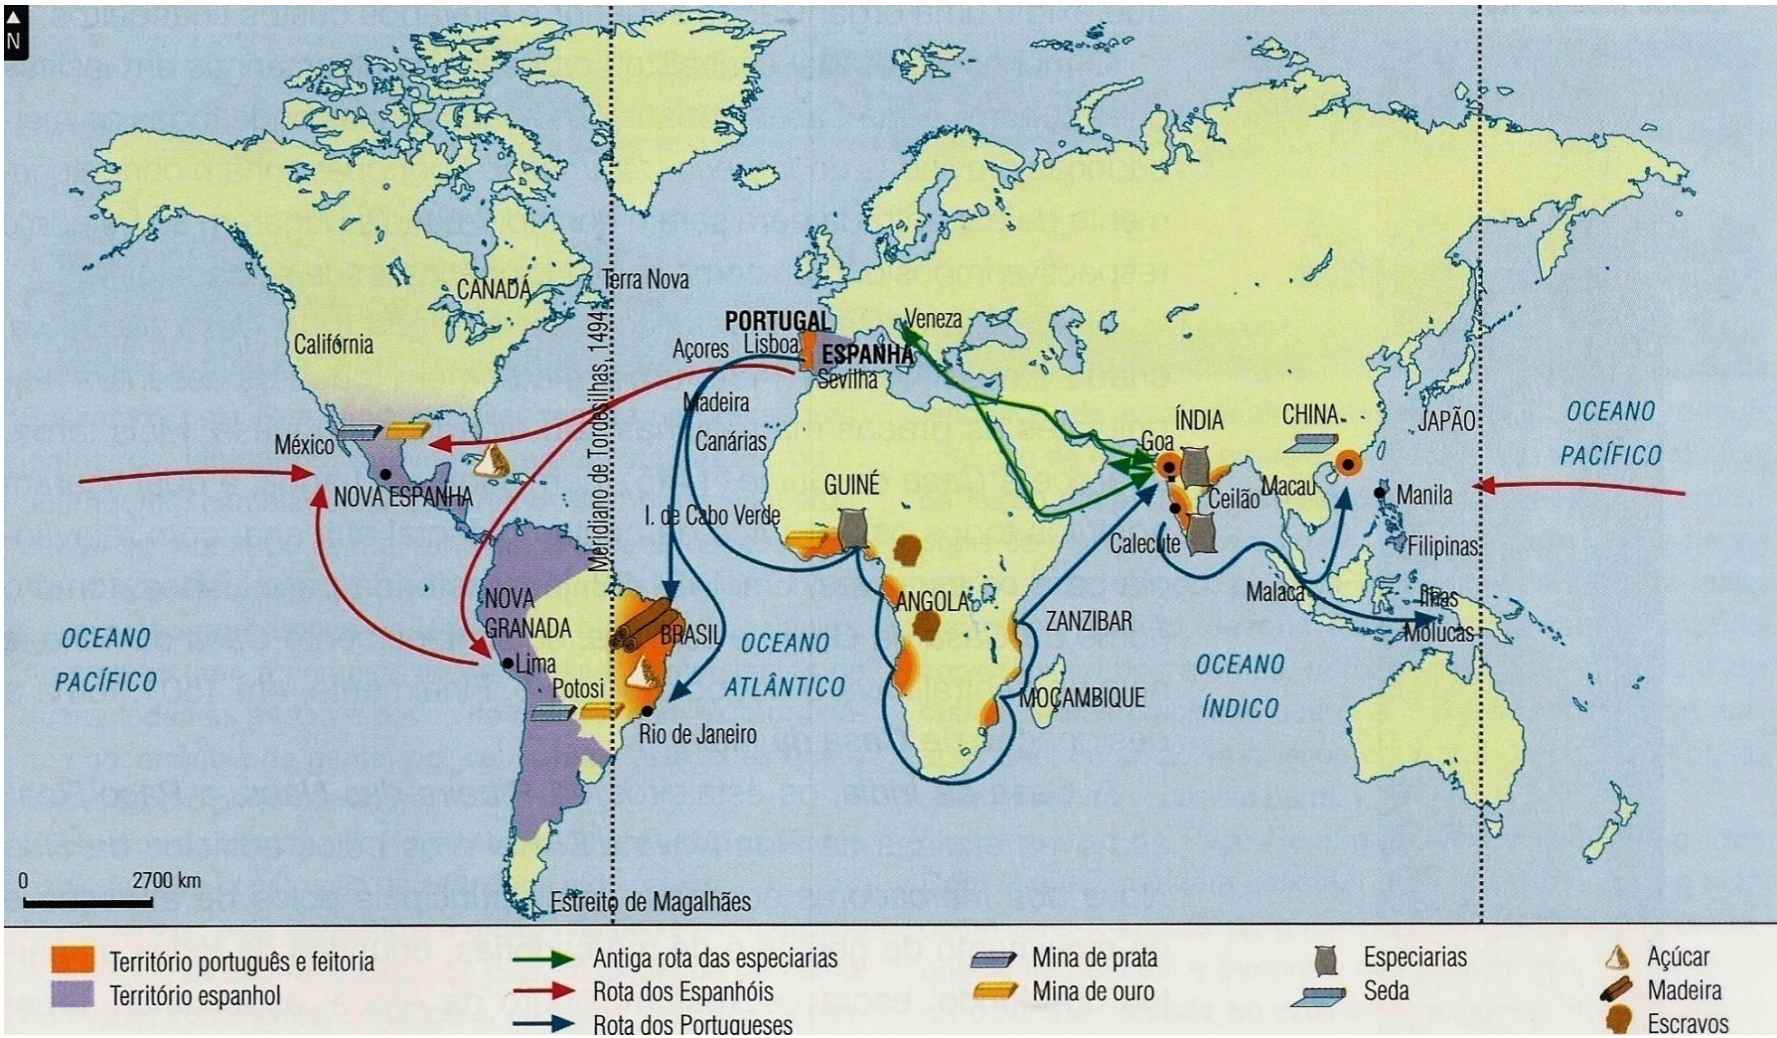 N
CANADÁ
Terra Nova
Califórnia
PORTUGAL
Lisboa
Açores
ESPANHA
Sevilha
Veneza
Meridiano de Tordesilhas, 1494
Madeira
Canárias
México
NOVA ESPANHA
I. de Cabo Verde
GUINÉ
ÍNDIA
Goa
CHINA
JAPÃO
OCEANO
PACÍFICO
Ceilão
Macau
Manila
Calecute
Filipinas
Malaca
Ilhas
Molucas
NOVA
GRANADA
Lima
Potosi
BRASIL
Rio de Janeiro
OCEANO
ATLÂNTICO
ANGOLA
ZANZIBAR
MOÇAMBIQUE
OCEANO
ÍNDICO
OCEANO
PACÍFICO
Estreito de Magalhães
0 2700 km
Território português e feitoria
Território espanhol
Antiga rota das especiarias
Rota dos Espanhóis
Rota dos Portugueses
Mina de prata
Mina de ouro
Especiarias
Seda
Açúcar
Madeira
Escravos